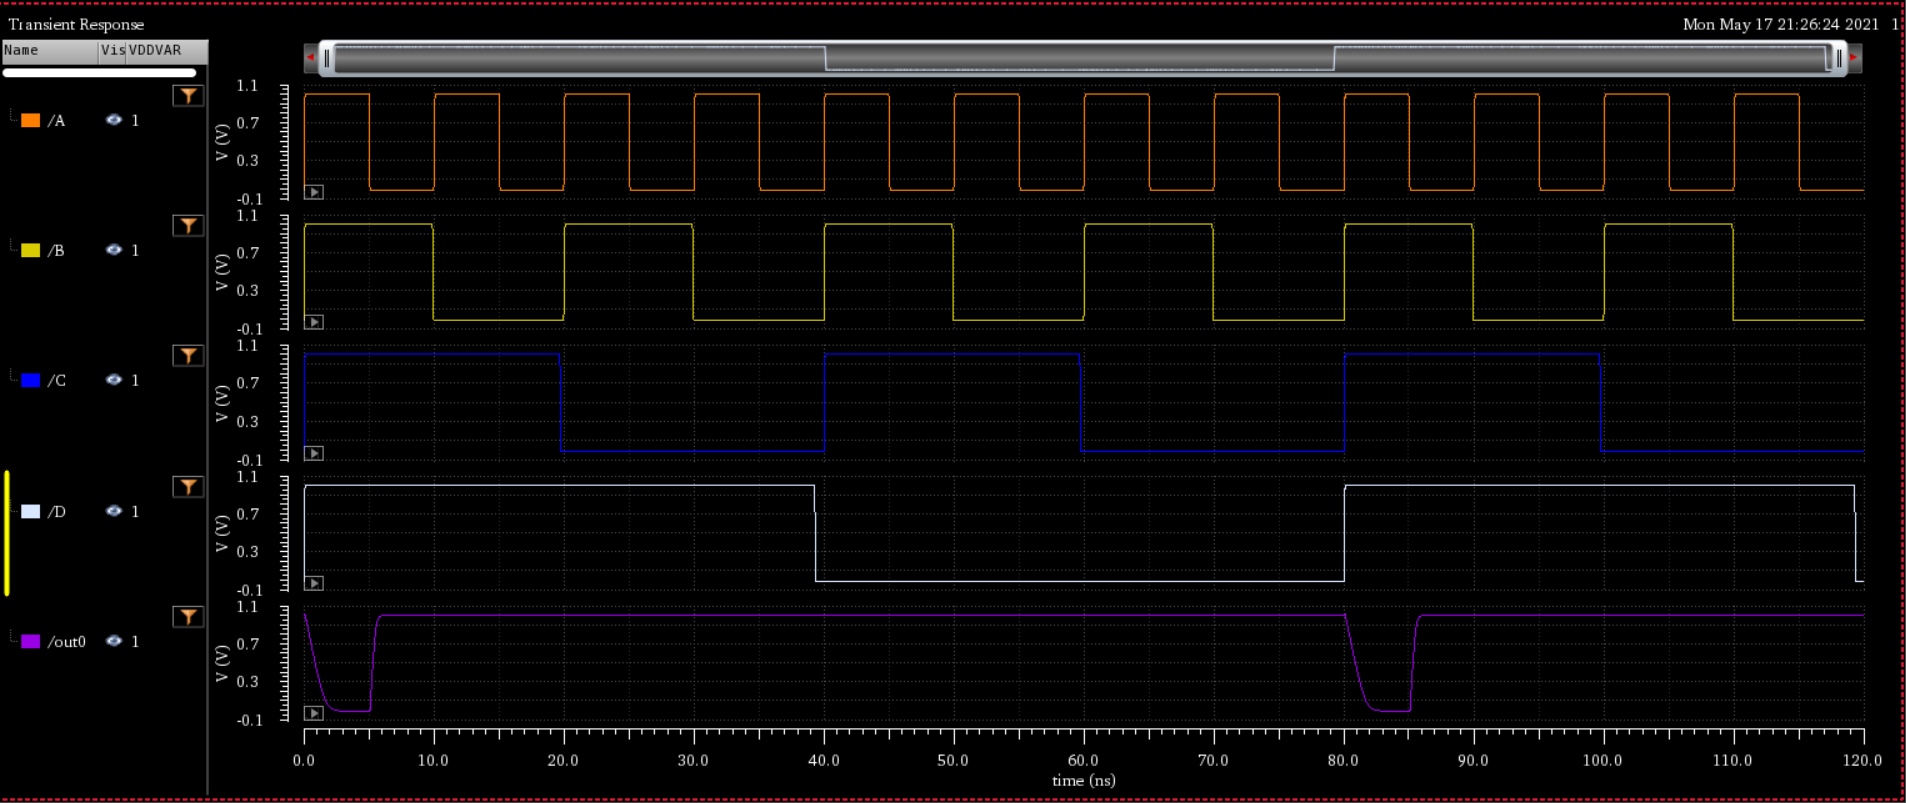 Transient Response
Mon May 17 21:26:24 2021 1
Name Vis VDDVAR
/A 1
V (V)
1.1
0.7
0.3
-0.1
/B 1
V (V)
1.1
0.7
0.3
-0.1
/C 1
V (V)
1.1
0.7
0.3
-0.1
/D 1
V (V)
1.1
0.7
0.3
-0.1
/out0 1
V (V)
1.1
0.7
0.3
-0.1
0.0 10.0 20.0 30.0 40.0 50.0 60.0 70.0 80.0 90.0 100.0 110.0 120.0
time (ns)